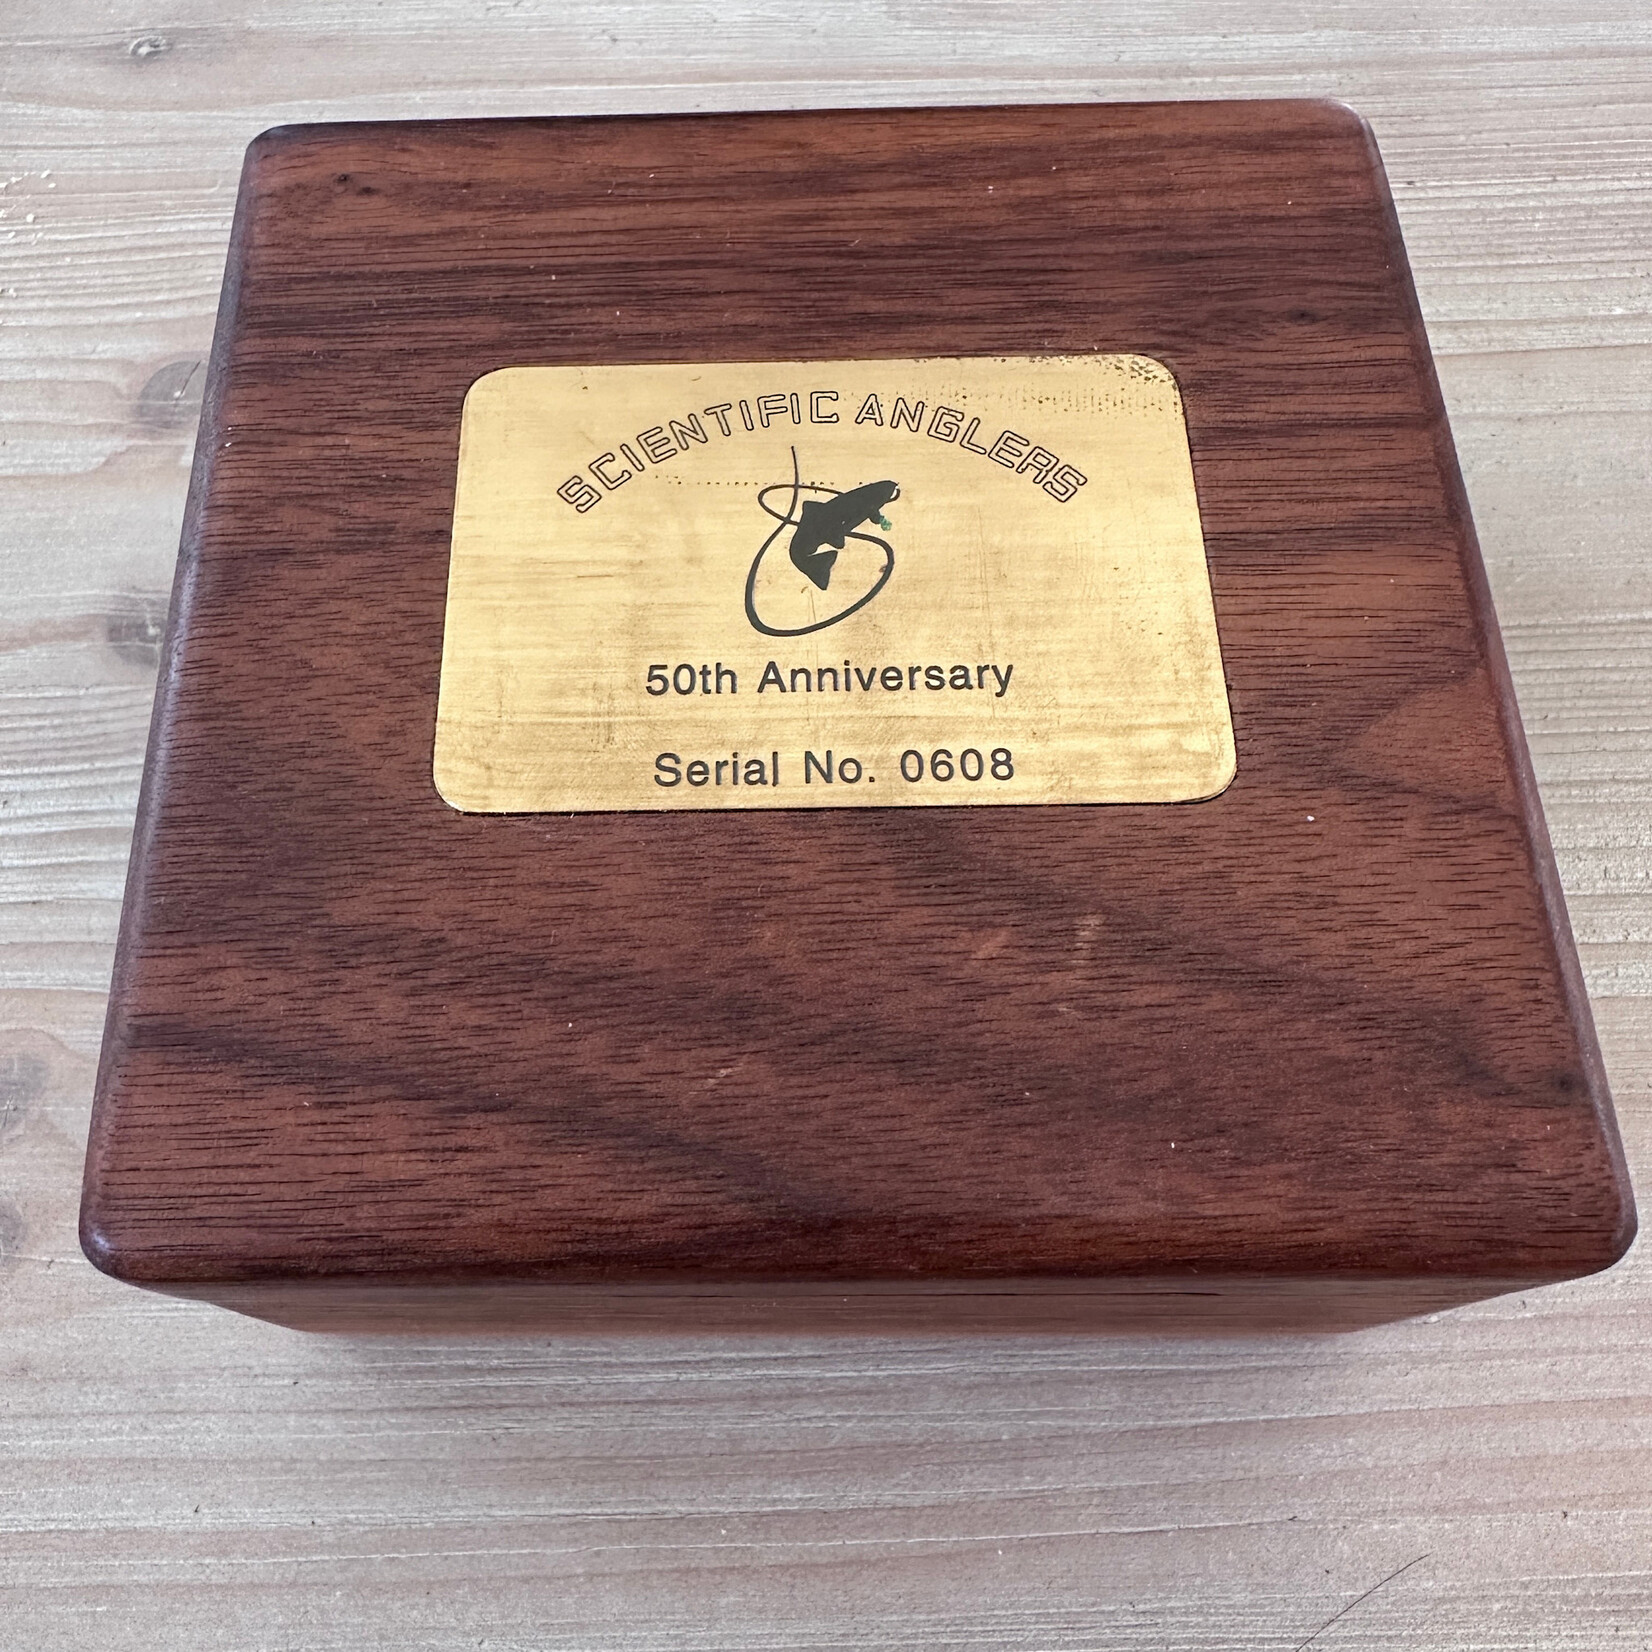 SCIENTIFIC ANGLERS
50th Anniversary
Serial No. 0608